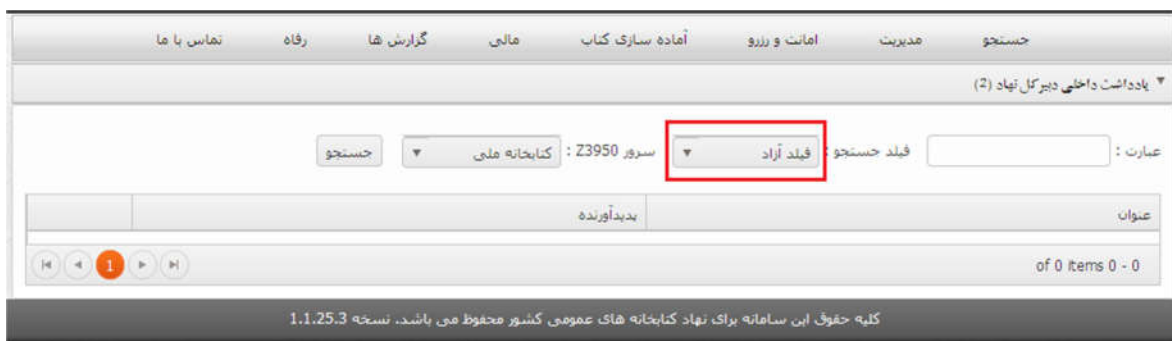 جستجو مدیریت امانت و رزرو آماده سازی کتاب مالی گزارش ها رفاه تماس با ما
یادداشت داخلی دبیر کل نهاد (2)
عبارت : فیلد جستجو : فیلد آزاد سرور Z3950 : کتابخانه ملی جستجو
عنوان پدیدآورنده
of 0 items 0 - 0 1
کلیه حقوق این سامانه برای نهاد کتابخانه های عمومی کشور محفوظ می باشد. نسخه 1.1.25.3